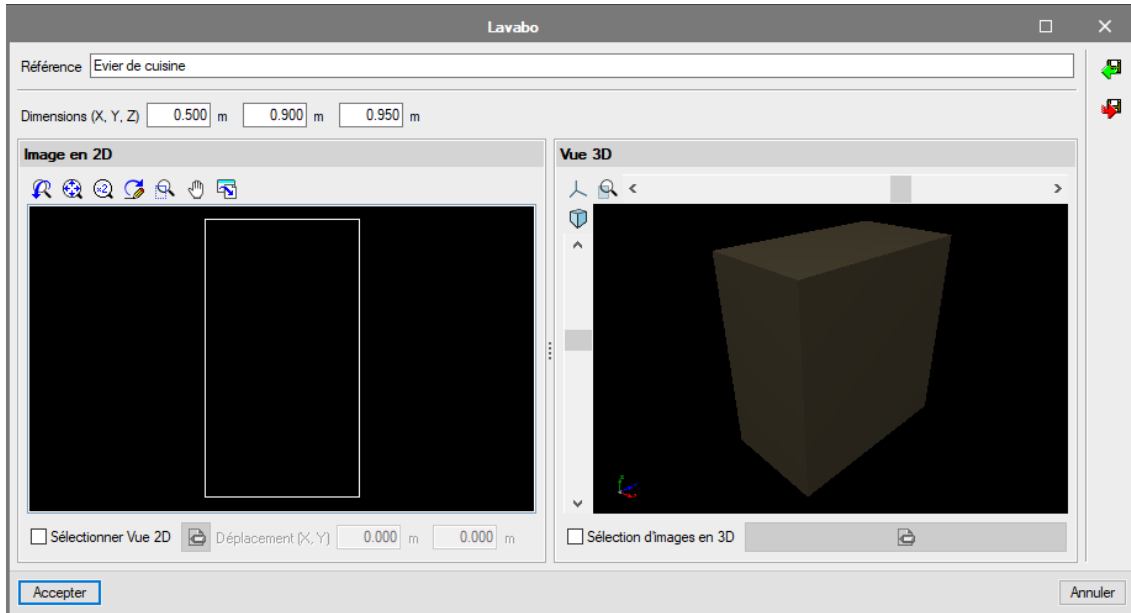 Lavabo
Référence Evier de cuisine
Dimensions (X, Y, Z) 0.500 m 0.900 m 0.950 m
Image en 2D
x2
Sélectionner Vue 2D Déplacement (X, Y) 0.000 m 0.000 m
Vue 3D
Sélection d'images en 3D
Accepter Annuler